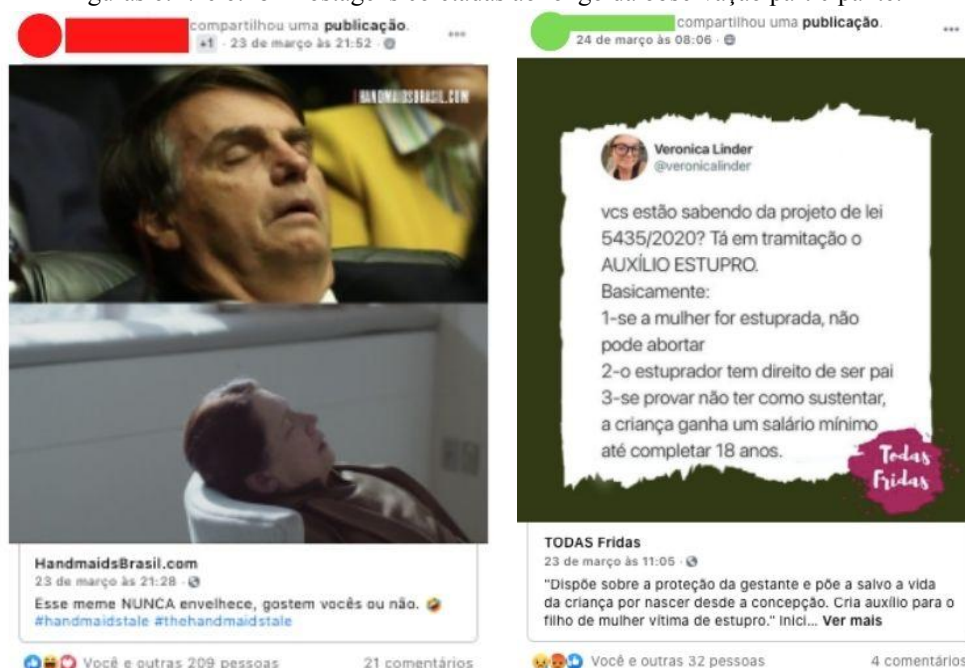 compartilhou uma publicação.
+1 · 23 de março às 21:52 ·
HANDMAIDSBRASIL.COM
HandmaidsBrasil.com
23 de março às 21:28 ·
Esse meme NUNCA envelhece, gostem vocês ou não. 🤣
#handmaidstale #thehandmaidstale
Você e outras 209 pessoas 21 comentários
compartilhou uma publicação.
24 de março às 08:06 ·
Veronica Linder
@veronicalinder
vcs estão sabendo da projeto de lei
5435/2020? Tá em tramitação o
AUXÍLIO ESTUPRO.
Basicamente:
1-se a mulher for estuprada, não
pode abortar
2-o estuprador tem direito de ser pai
3-se provar não ter como sustentar,
a criança ganha um salário mínimo
até completar 18 anos.
Todas
Fridas
TODAS Fridas
23 de março às 11:05 ·
"Dispõe sobre a proteção da gestante e põe a salvo a vida
da criança por nascer desde a concepção. Cria auxílio para o
filho de mulher vítima de estupro." Inici... Ver mais
Você e outras 32 pessoas 4 comentários